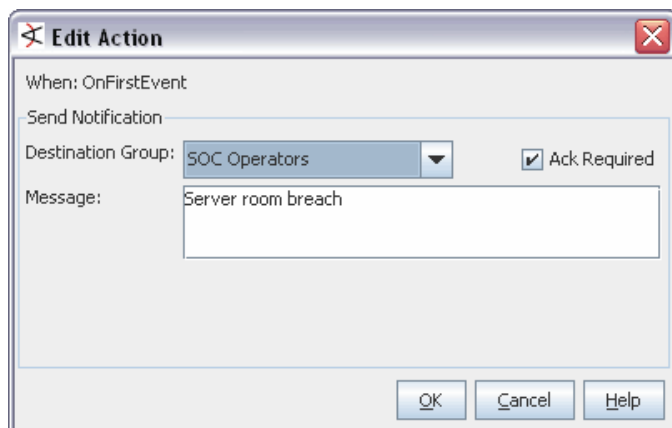 Edit Action
When: OnFirstEvent
Send Notification
Destination Group: SOC Operators Ack Required
Message: Server room breach
OK Cancel Help